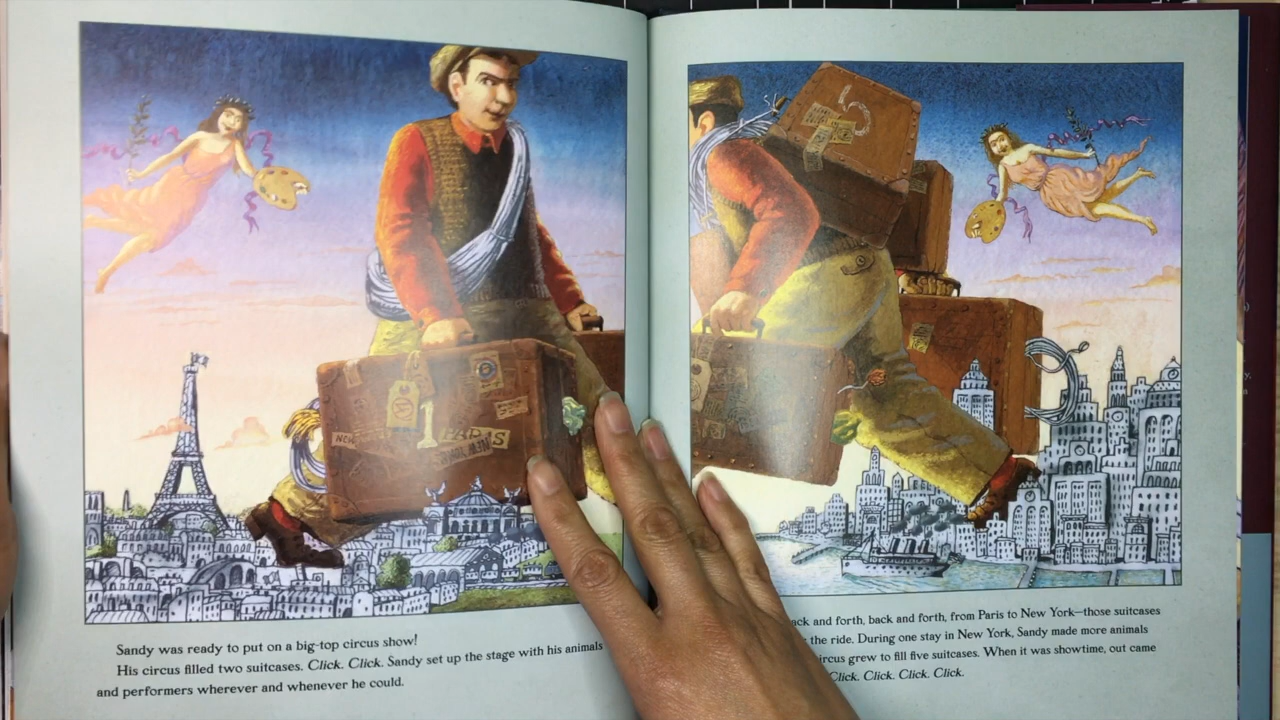 1
PARIS
NEW YORK
5
Sandy was ready to put on a big-top circus show!
His circus filled two suitcases. Click. Click. Sandy set up the stage with his animals
and performers wherever and whenever he could.
and forth, back and forth, from Paris to New York—those suitcases
the ride. During one stay in New York, Sandy made more animals
grew to fill five suitcases. When it was showtime, out came
Click. Click. Click. Click.